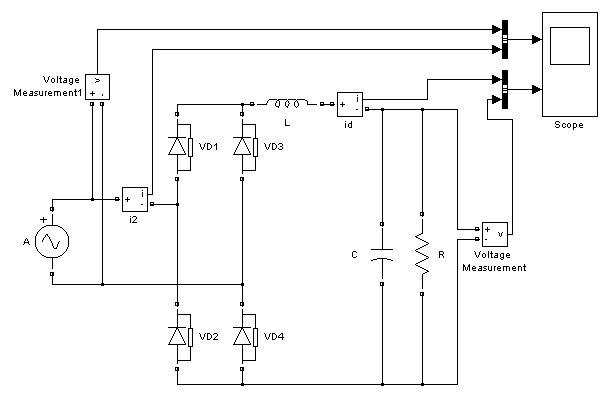 Voltage
Measurement1
v
+ -
i
+
-
i2
+
A
VD1
VD3
L
i
+
-
id
Scope
C
R
+
-
v
Voltage
Measurement
VD2
VD4